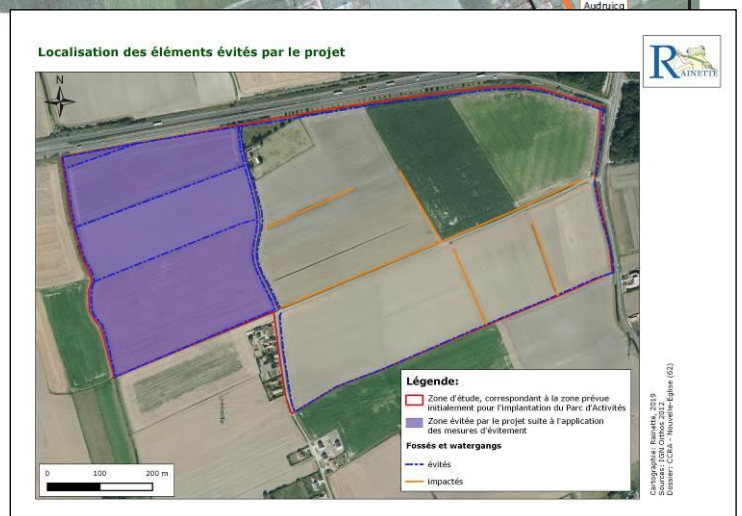 Audruicq
Localisation des éléments évités par le projet
RAINETTE
N
Légende:
Zone d'étude, correspondant à la zone prévue
initialement pour l'implantation du Parc d'Activités
Zone évitée par le projet suite à l'application
des mesures d'évitement
Fossés et watergangs
évités
impactés
0 100 200 m
Cartographie: Rainette, 2019
Sources: IGN Orthos 2012
Dossier: CCRA - Nouvelle-Eglise (62)